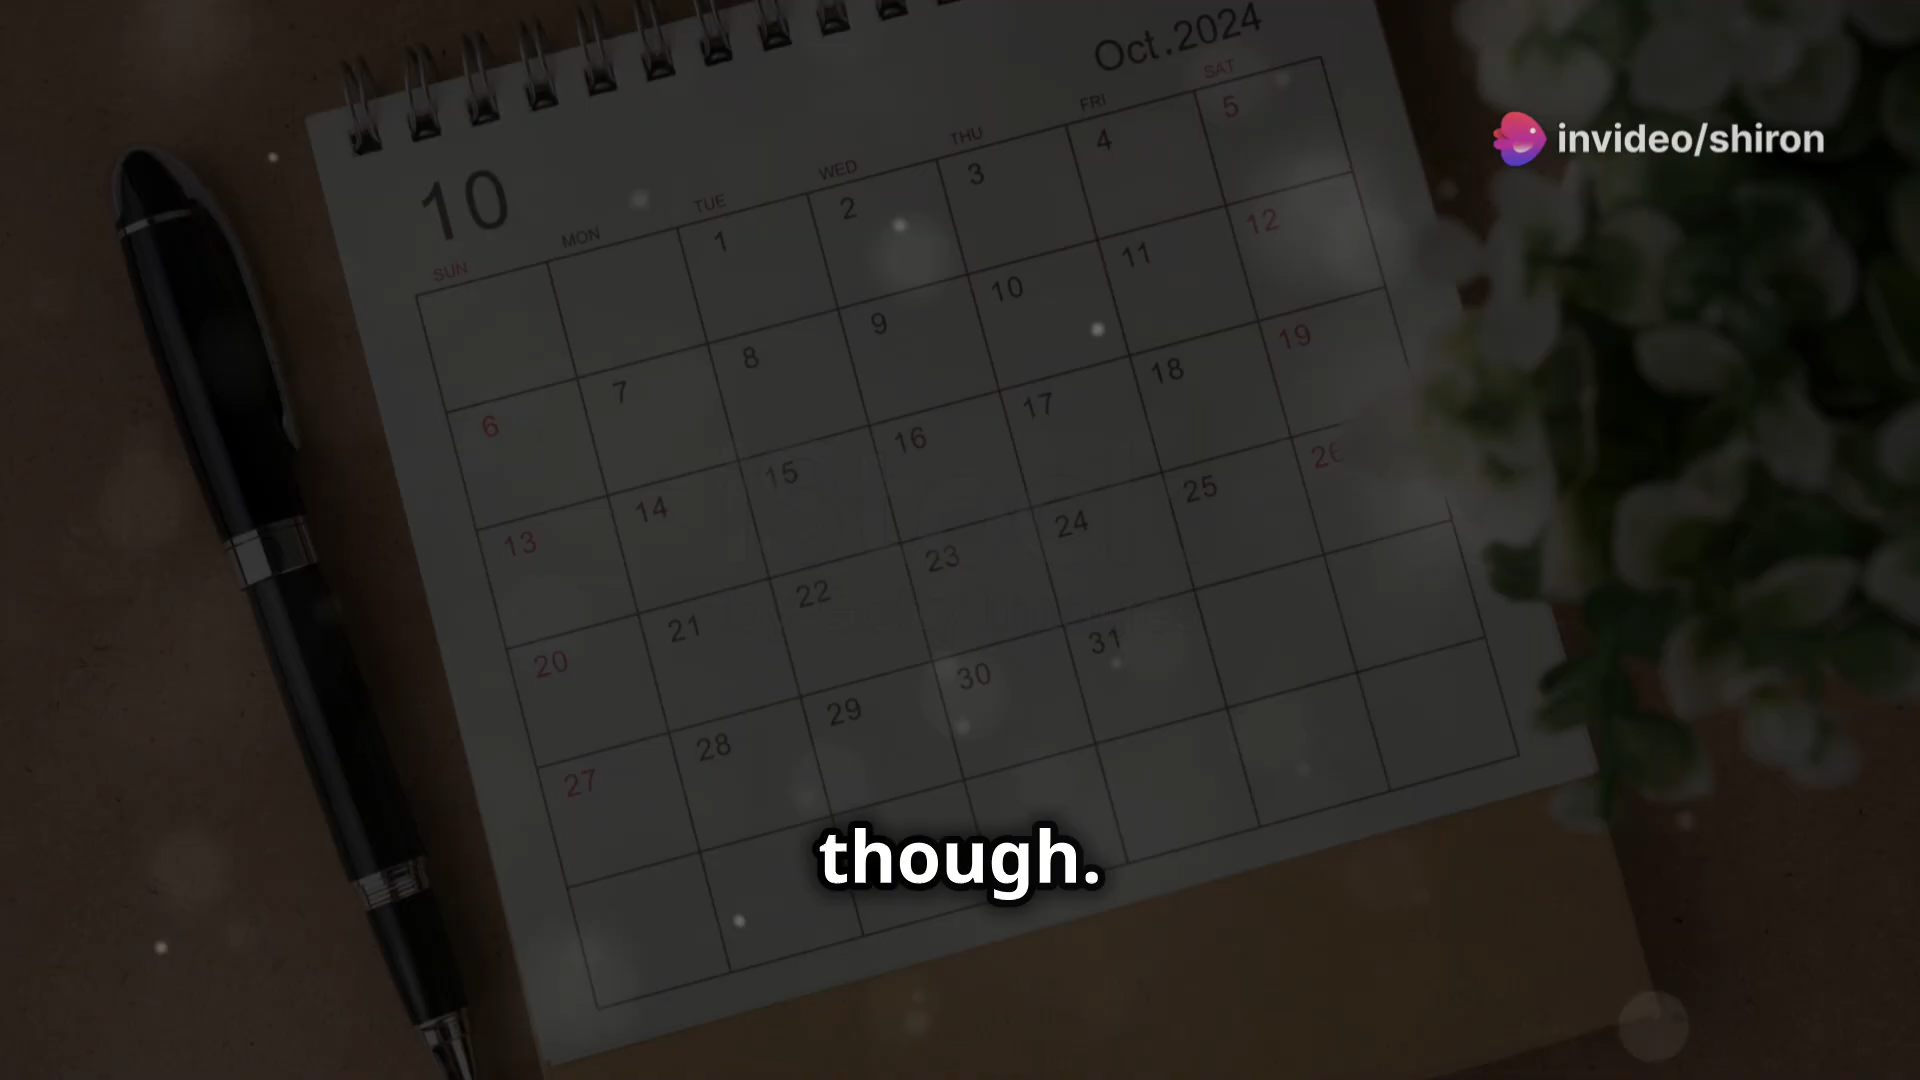 Oct.2024
invideo/shiron
10
SUN MON TUE WED THU FRI SAT
1 2 3 4 5
6 7 8 9 10 11 12
13 14 15 16 17 18 19
20 21 22 23 24 25 26
27 28 29 30 31
though.